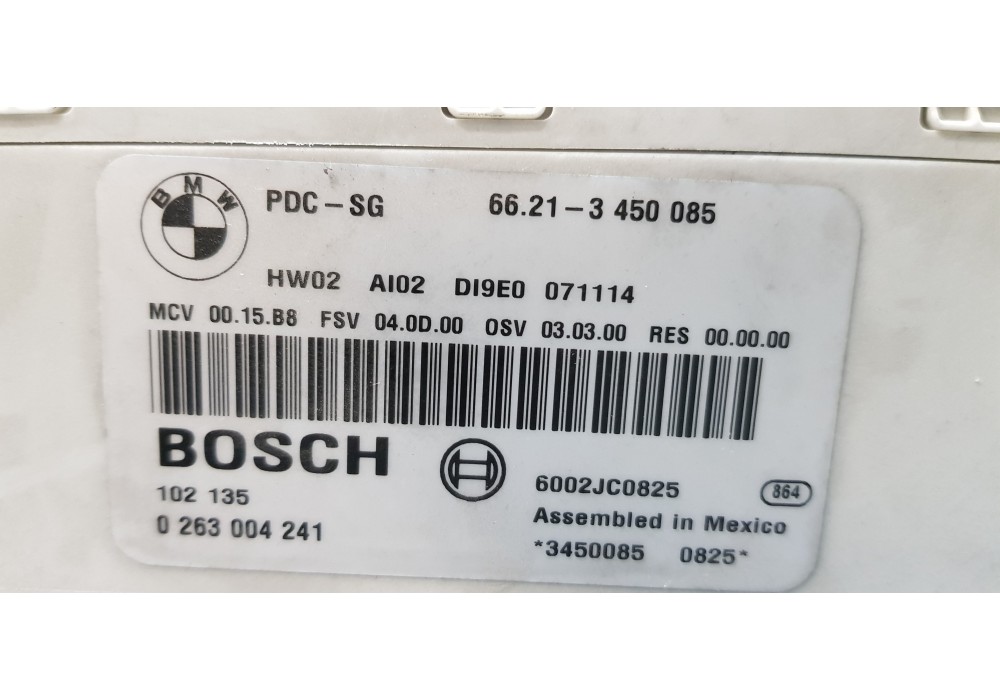 BMW
PDC-SG 66.21-3 450 085
HW02 AI02 DI9E0 071114
MCV 00.15.B8 FSV 04.0D.00 OSV 03.03.00 RES 00.00.00
BOSCH
102 135
0 263 004 241
6002JC0825 864
Assembled in Mexico
*3450085 0825*